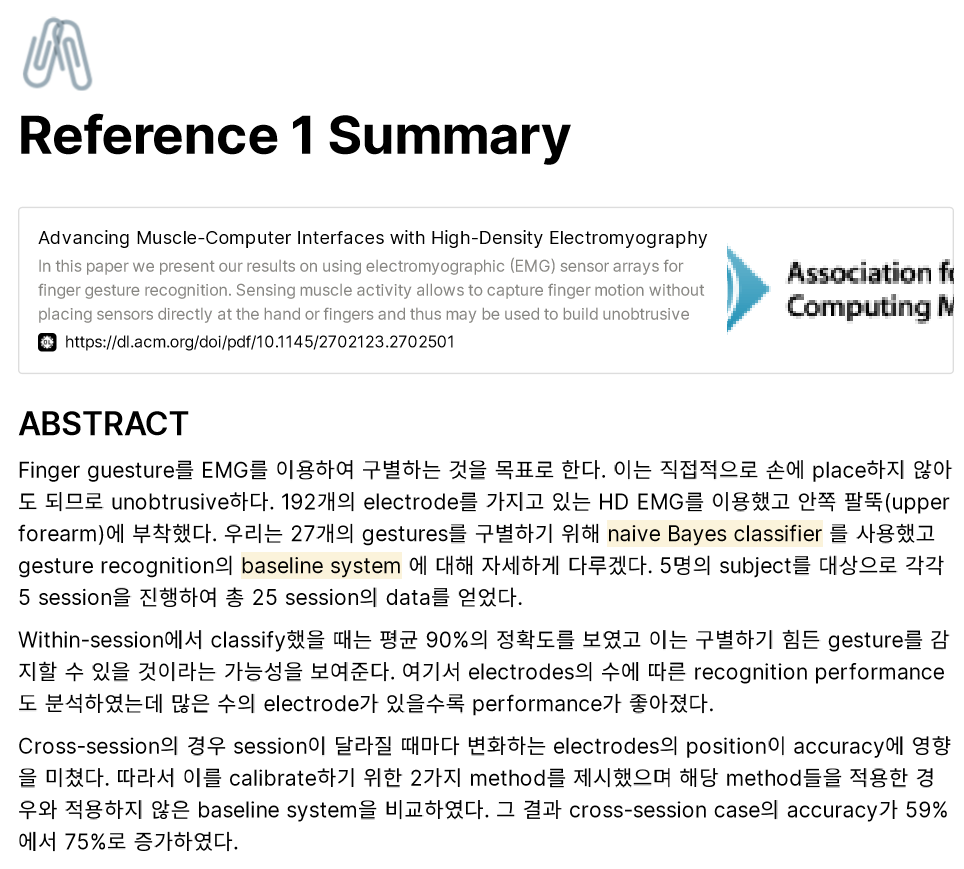 Reference 1 Summary
Advancing Muscle-Computer Interfaces with High-Density Electromyography
In this paper we present our results on using electromyographic (EMG) sensor arrays for
finger gesture recognition. Sensing muscle activity allows to capture finger motion without
placing sensors directly at the hand or fingers and thus may be used to build unobtrusive
https://dl.acm.org/doi/pdf/10.1145/2702123.2702501
Association fo
Computing M
ABSTRACT
Finger guesture를 EMG를 이용하여 구별하는 것을 목표로 한다. 이는 직접적으로 손에 place하지 않아
도 되므로 unobtrusive하다. 192개의 electrode를 가지고 있는 HD EMG를 이용했고 안쪽 팔뚝(upper
forearm)에 부착했다. 우리는 27개의 gestures를 구별하기 위해 naive Bayes classifier 를 사용했고
gesture recognition의 baseline system 에 대해 자세하게 다루겠다. 5명의 subject를 대상으로 각각
5 session을 진행하여 총 25 session의 data를 얻었다.
Within-session에서 classify했을 때는 평균 90%의 정확도를 보였고 이는 구별하기 힘든 gesture를 감
지할 수 있을 것이라는 가능성을 보여준다. 여기서 electrodes의 수에 따른 recognition performance
도 분석하였는데 많은 수의 electrode가 있을수록 performance가 좋아졌다.
Cross-session의 경우 session이 달라질 때마다 변화하는 electrodes의 position이 accuracy에 영향
을 미쳤다. 따라서 이를 calibrate하기 위한 2가지 method를 제시했으며 해당 method들을 적용한 경
우와 적용하지 않은 baseline system을 비교하였다. 그 결과 cross-session case의 accuracy가 59%
에서 75%로 증가하였다.